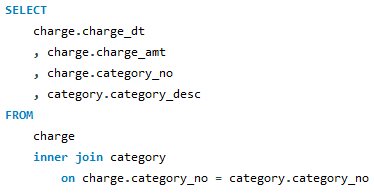 SELECT
charge.charge_dt
, charge.charge_amt
, charge.category_no
, category.category_desc
FROM
charge
inner join category
on charge.category_no = category.category_no